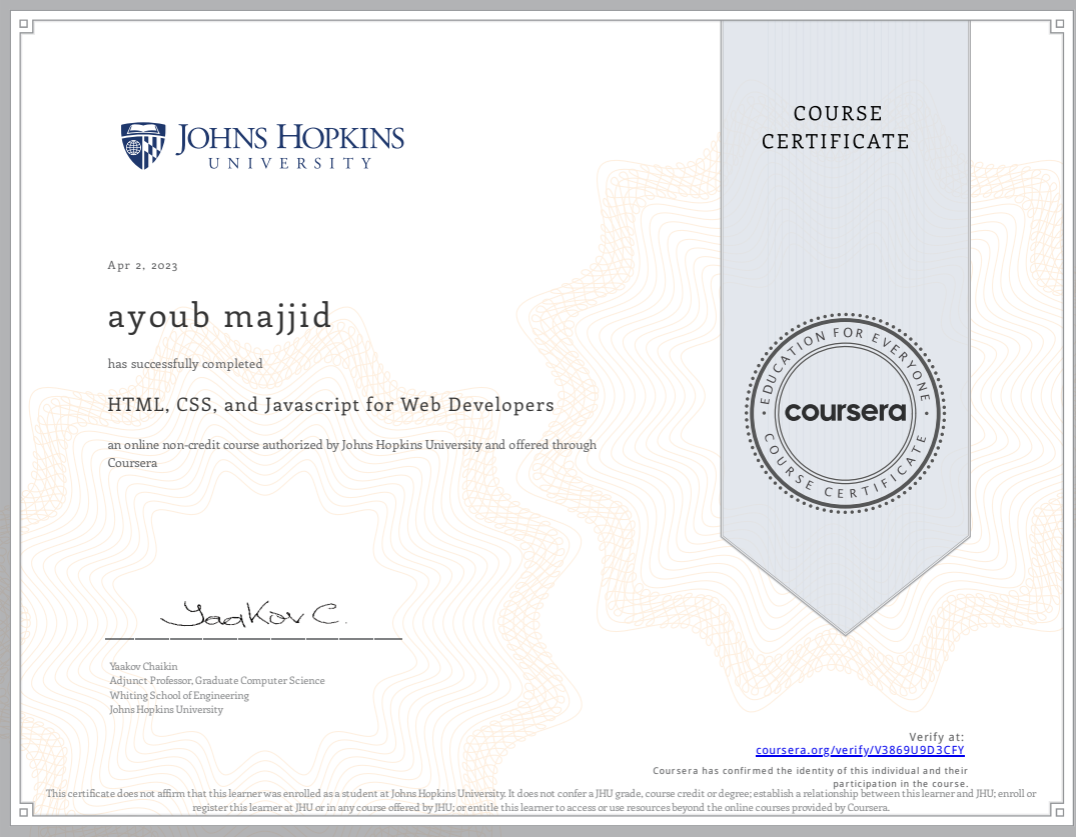 JOHNS HOPKINS
UNIVERSITY
COURSE
CERTIFICATE
Apr 2, 2023
ayoub majjid
has successfully completed
HTML, CSS, and Javascript for Web Developers
an online non-credit course authorized by Johns Hopkins University and offered through
Coursera
EDUCATION FOR EVERYONE
coursera
COURSE CERTIFICATE
Yaakov C.
Yaakov Chaikin
Adjunct Professor, Graduate Computer Science
Whiting School of Engineering
Johns Hopkins University
Verify at:
coursera.org/verify/V3869U9D3CFY
Coursera has confirmed the identity of this individual and their
participation in the course.
This certificate does not affirm that this learner was enrolled as a student at Johns Hopkins University. It does not confer a JHU grade, course credit or degree; establish a relationship between this learner and JHU; enroll or
register this learner at JHU or in any course offered by JHU; or entitle this learner to access or use resources beyond the online courses provided by Coursera.